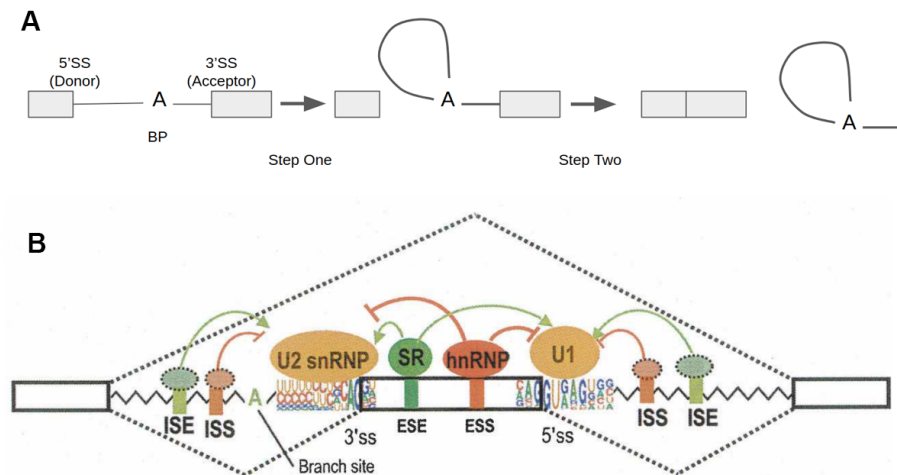 A
5'SS
(Donor)
3'SS
(Acceptor)
A
BP
A
A
Step One
Step Two
B
U2 snRNP
SR
hnRNP
U1
A
ISE
ISS
ESE
ESS
ISS
ISE
3'ss
5'ss
Branch site